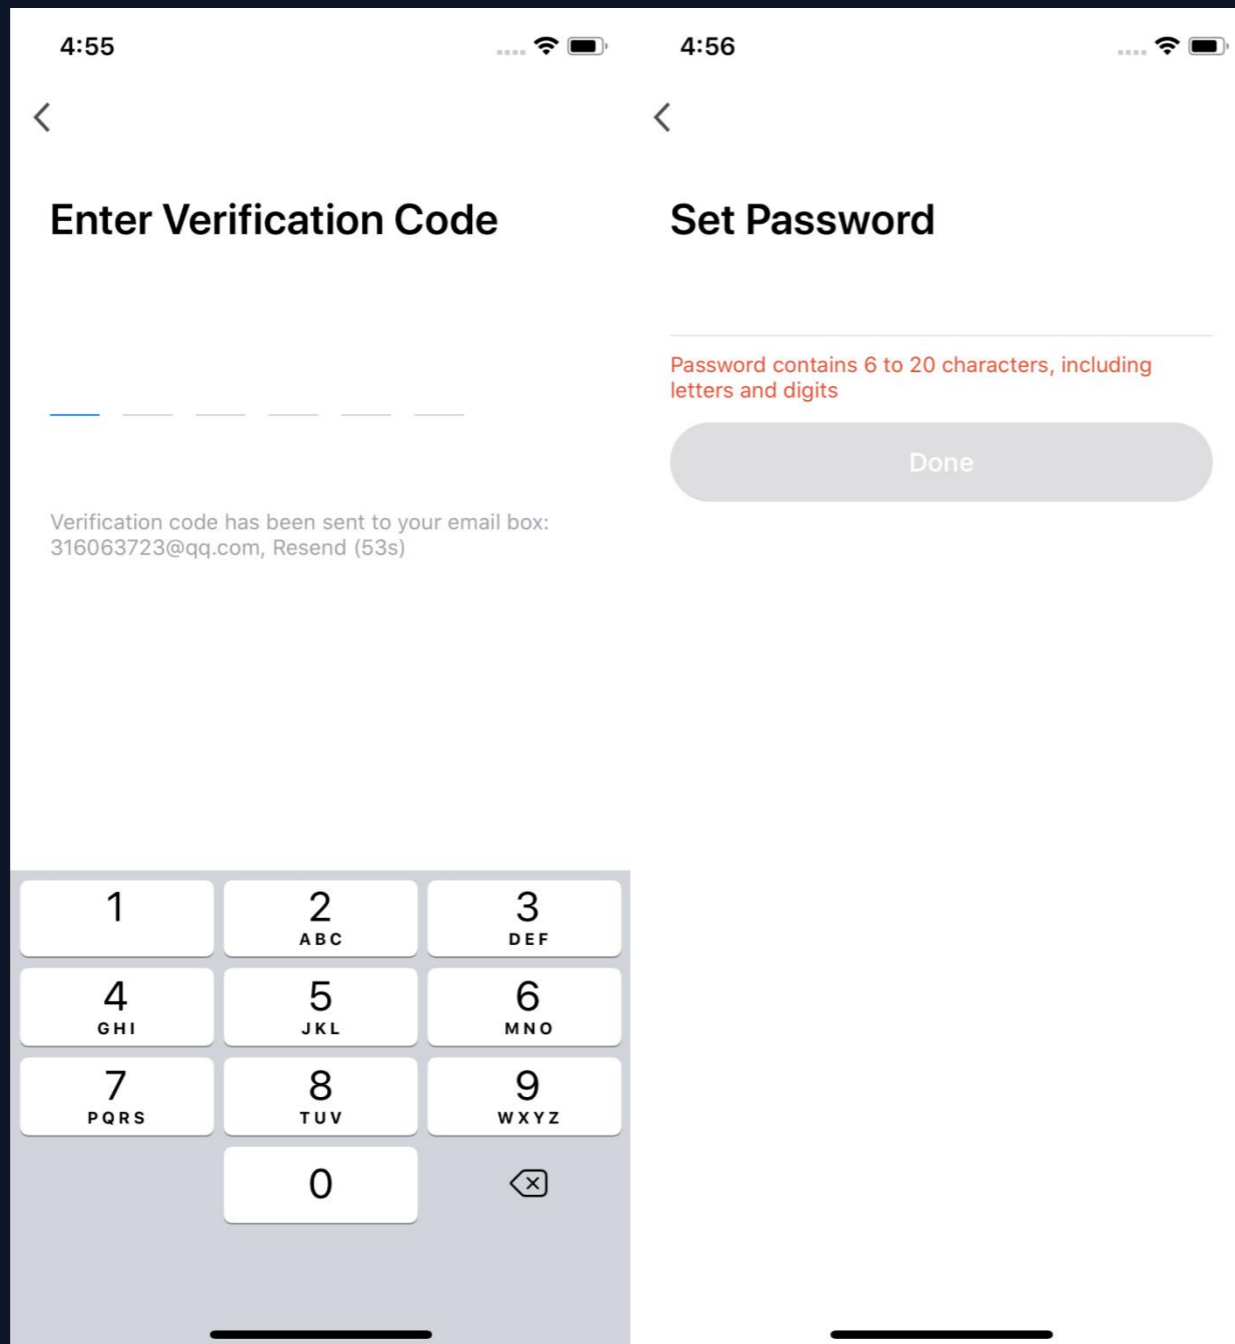 4:55
Enter Verification Code
Verification code has been sent to your email box:
316063723@qq.com, Resend (53s)
1
2
ABC
3
DEF
4
GHI
5
JKL
6
MNO
7
PQRS
8
TUV
9
WXYZ
0
4:56
Set Password
Password contains 6 to 20 characters, including
letters and digits
Done